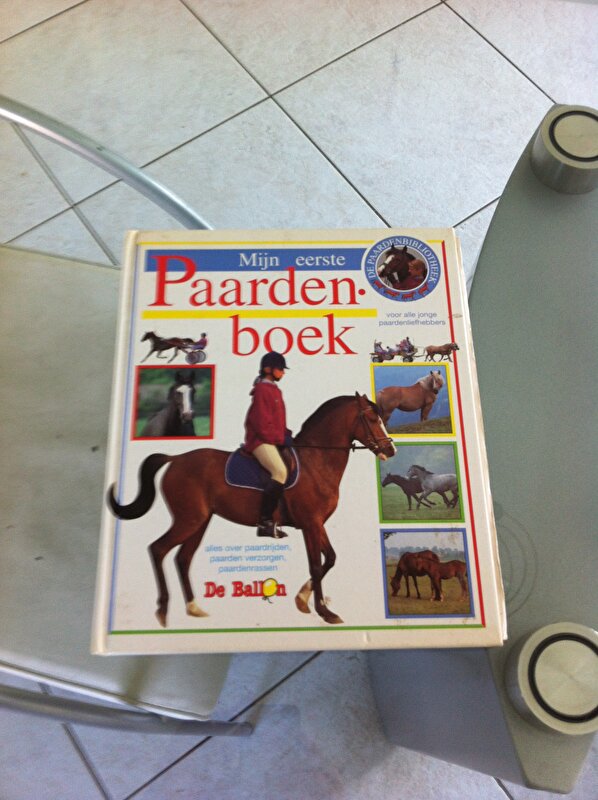 Mijn eerste
Paarden-
boek
DE PAARDENBIBLIOTHEEK
voor alle jonge
paardenliefhebbers
alles over paardrijden,
paarden verzorgen,
paardenrassen
De Ballon